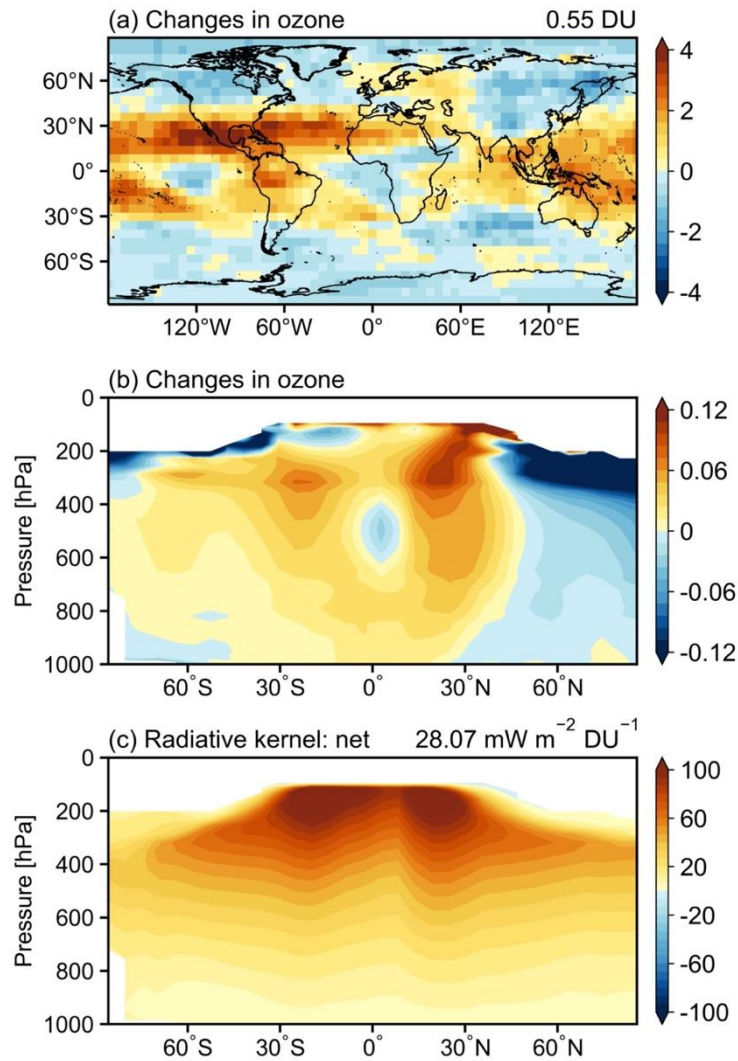 (a) Changes in ozone 0.55 DU
60°N
30°N
0°
30°S
60°S
120°W 60°W 0° 60°E 120°E
4
2
0
-2
-4
(b) Changes in ozone
Pressure [hPa]
0
200
400
600
800
1000
60°S 30°S 0° 30°N 60°N
0.12
0.06
0
-0.06
-0.12
(c) Radiative kernel: net 28.07 mW m⁻² DU⁻¹
Pressure [hPa]
0
200
400
600
800
1000
60°S 30°S 0° 30°N 60°N
100
60
20
-20
-60
-100